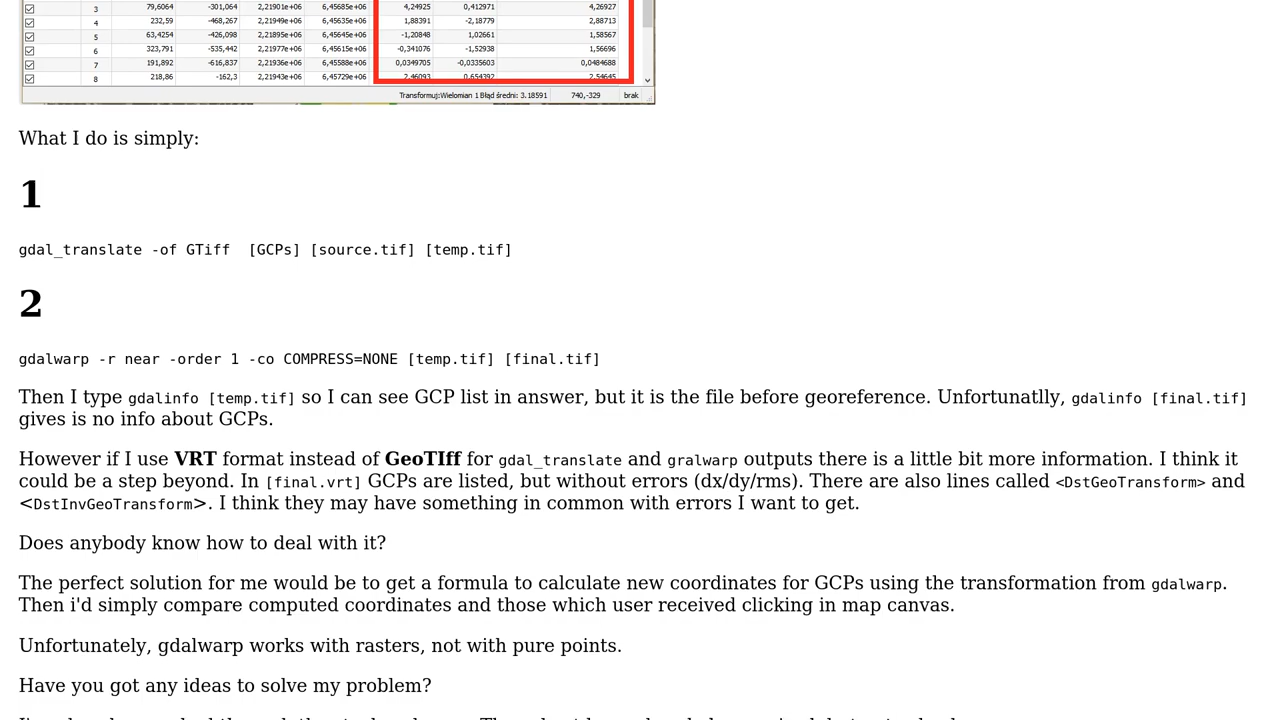 3 79,6064 -301,064 2,21901e+06 6,45685e+06 4,24925 0,412971 4,26927
4 232,59 -468,267 2,21949e+06 6,45635e+06 1,88391 -2,18779 2,88713
5 63,4254 -426,098 2,21895e+06 6,45645e+06 -1,20848 1,02661 1,58567
6 323,791 -535,442 2,21977e+06 6,45615e+06 -0,341076 -1,52938 1,56696
7 191,892 -616,837 2,21936e+06 6,45588e+06 0,0349705 -0,0335603 0,0484688
8 218,86 -162,3 2,21943e+06 6,45729e+06 2,46093 0,654392 2,54645
Transformuj:Wielomian 1 Błąd średni: 3.18591 740,-329 brak
What I do is simply:
1
gdal_translate -of GTiff  [GCPs] [source.tif] [temp.tif]
2
gdalwarp -r near -order 1 -co COMPRESS=NONE [temp.tif] [final.tif]
Then I type gdalinfo [temp.tif] so I can see GCP list in answer, but it is the file before georeference. Unfortunatlly, gdalinfo [final.tif]
gives is no info about GCPs.
However if I use VRT format instead of GeoTIff for gdal_translate and gralwarp outputs there is a little bit more information. I think it
could be a step beyond. In [final.vrt] GCPs are listed, but without errors (dx/dy/rms). There are also lines called <DstGeoTransform> and
<DstInvGeoTransform>. I think they may have something in common with errors I want to get.
Does anybody know how to deal with it?
The perfect solution for me would be to get a formula to calculate new coordinates for GCPs using the transformation from gdalwarp.
Then i'd simply compare computed coordinates and those which user received clicking in map canvas.
Unfortunately, gdalwarp works with rasters, not with pure points.
Have you got any ideas to solve my problem?